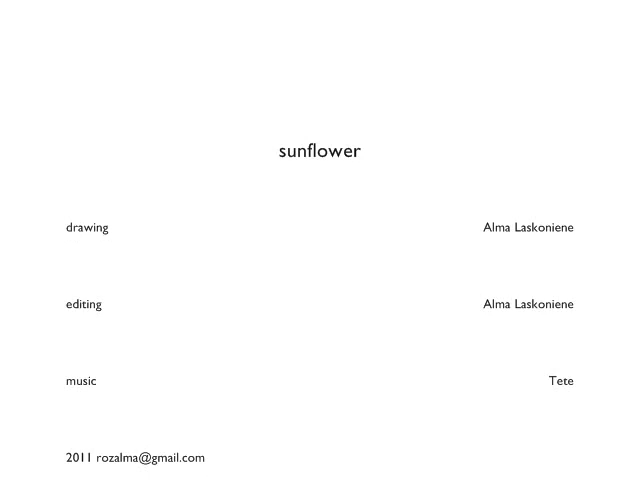 sunflower
drawing Alma Laskoniene
editing Alma Laskoniene
music Tete
2011 rozalma@gmail.com